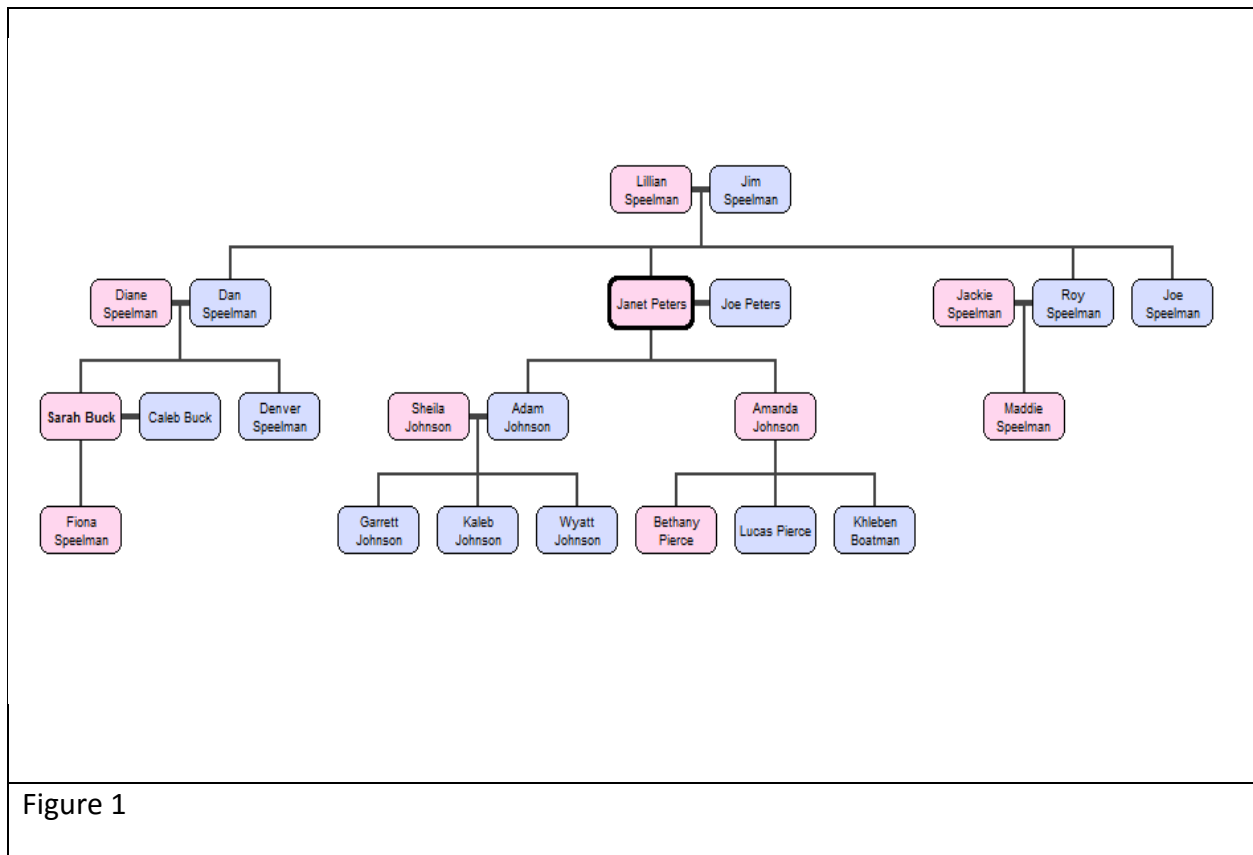 Lillian
Speelman
Jim
Speelman
Diane
Speelman
Dan
Speelman
Janet Peters
Joe Peters
Jackie
Speelman
Roy
Speelman
Joe
Speelman
Sarah Buck
Caleb Buck
Denver
Speelman
Sheila
Johnson
Adam
Johnson
Amanda
Johnson
Maddie
Speelman
Fiona
Speelman
Garrett
Johnson
Kaleb
Johnson
Wyatt
Johnson
Bethany
Pierce
Lucas Pierce
Khleben
Boatman
Figure 1